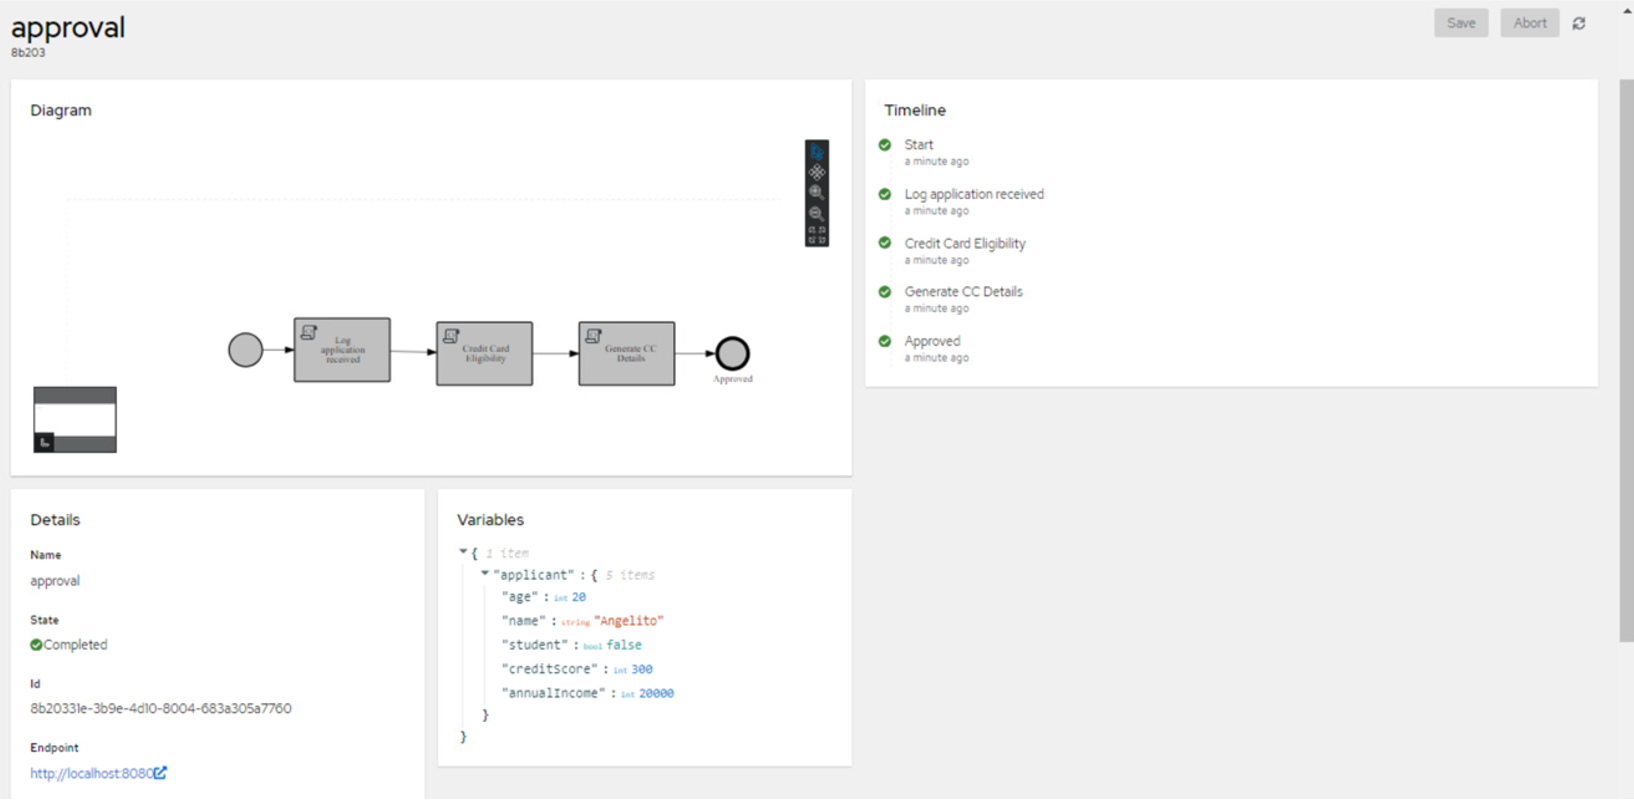 approval
8b203
Save
Abort
Diagram
Log
application
received
Credit Card
Eligibility
Generate CC
Details
Approved
Timeline
Start
a minute ago
Log application received
a minute ago
Credit Card Eligibility
a minute ago
Generate CC Details
a minute ago
Approved
a minute ago
Details
Name
approval
State
Completed
Id
8b20331e-3b9e-4d10-8004-683a305a7760
Endpoint
http://localhost:8080
Variables
{ 1 item
"applicant" : { 5 items
"age" : int 20
"name" : string "Angelito"
"student" : bool false
"creditScore" : int 300
"annualIncome" : int 20000
}
}